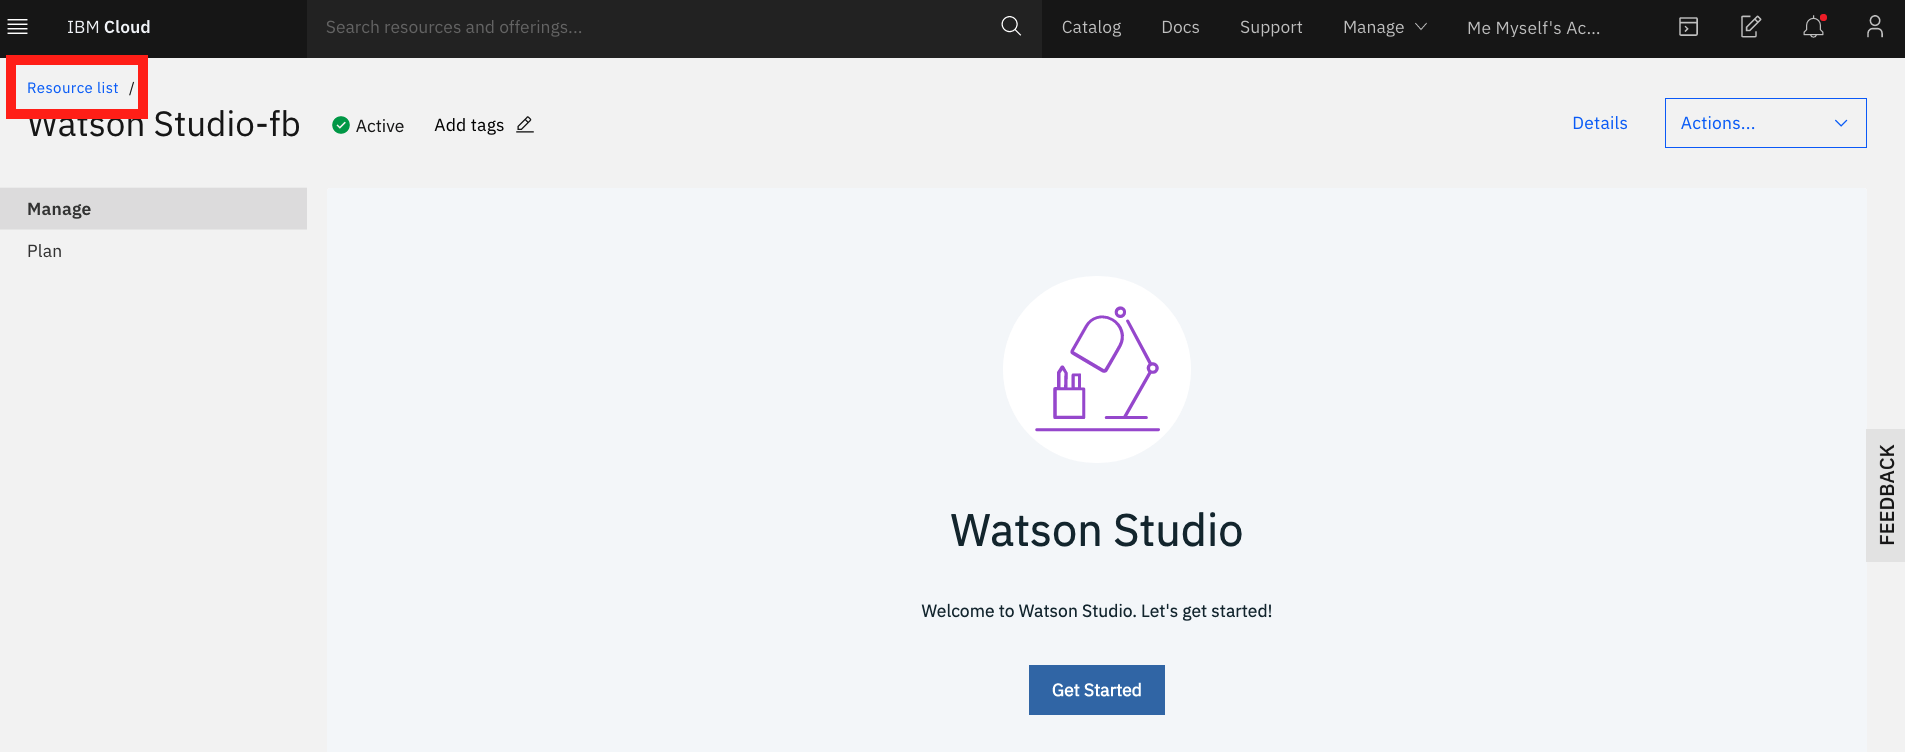 IBM Cloud
Search resources and offerings...
Catalog
Docs
Support
Manage
Me Myself's Ac...
Resource list /
Watson Studio-fb
Active
Add tags
Details
Actions...
Manage
Plan
Watson Studio
Welcome to Watson Studio. Let's get started!
Get Started
FEEDBACK